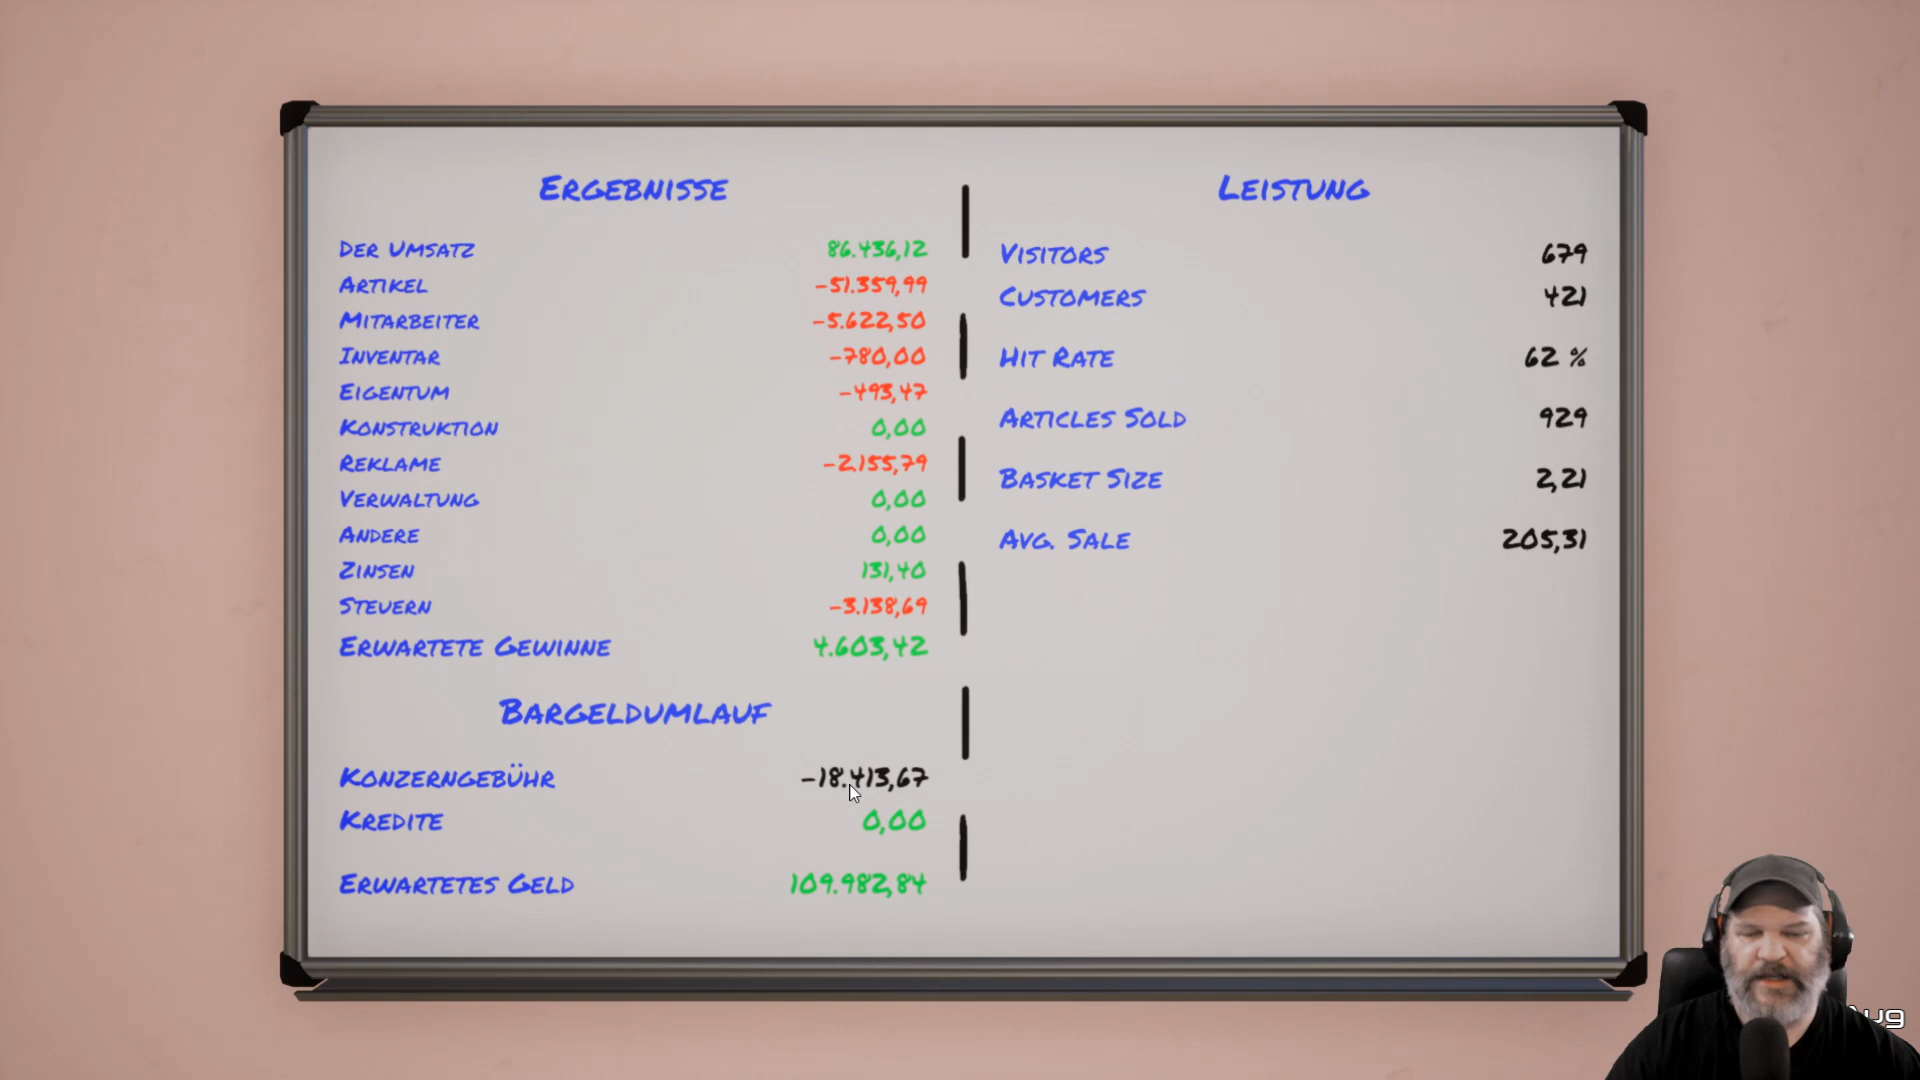 ERGEBNISSE
DER UMSATZ 86.436,12
ARTIKEL -51.359,99
MITARBEITER -5.622,50
INVENTAR -780,00
EIGENTUM -493,47
KONSTRUKTION 0,00
REKLAME -2.155,79
VERWALTUNG 0,00
ANDERE 0,00
ZINSEN 131,40
STEUERN -3.138,69
ERWARTETE GEWINNE 4.603,42
BARGELDUMLAUF
KONZERNGEBÜHR -18.413,67
KREDITE 0,00
ERWARTETES GELD 109.982,84
LEISTUNG
VISITORS 679
CUSTOMERS 421
HIT RATE 62 %
ARTICLES SOLD 929
BASKET SIZE 2,21
AVG. SALE 205,31